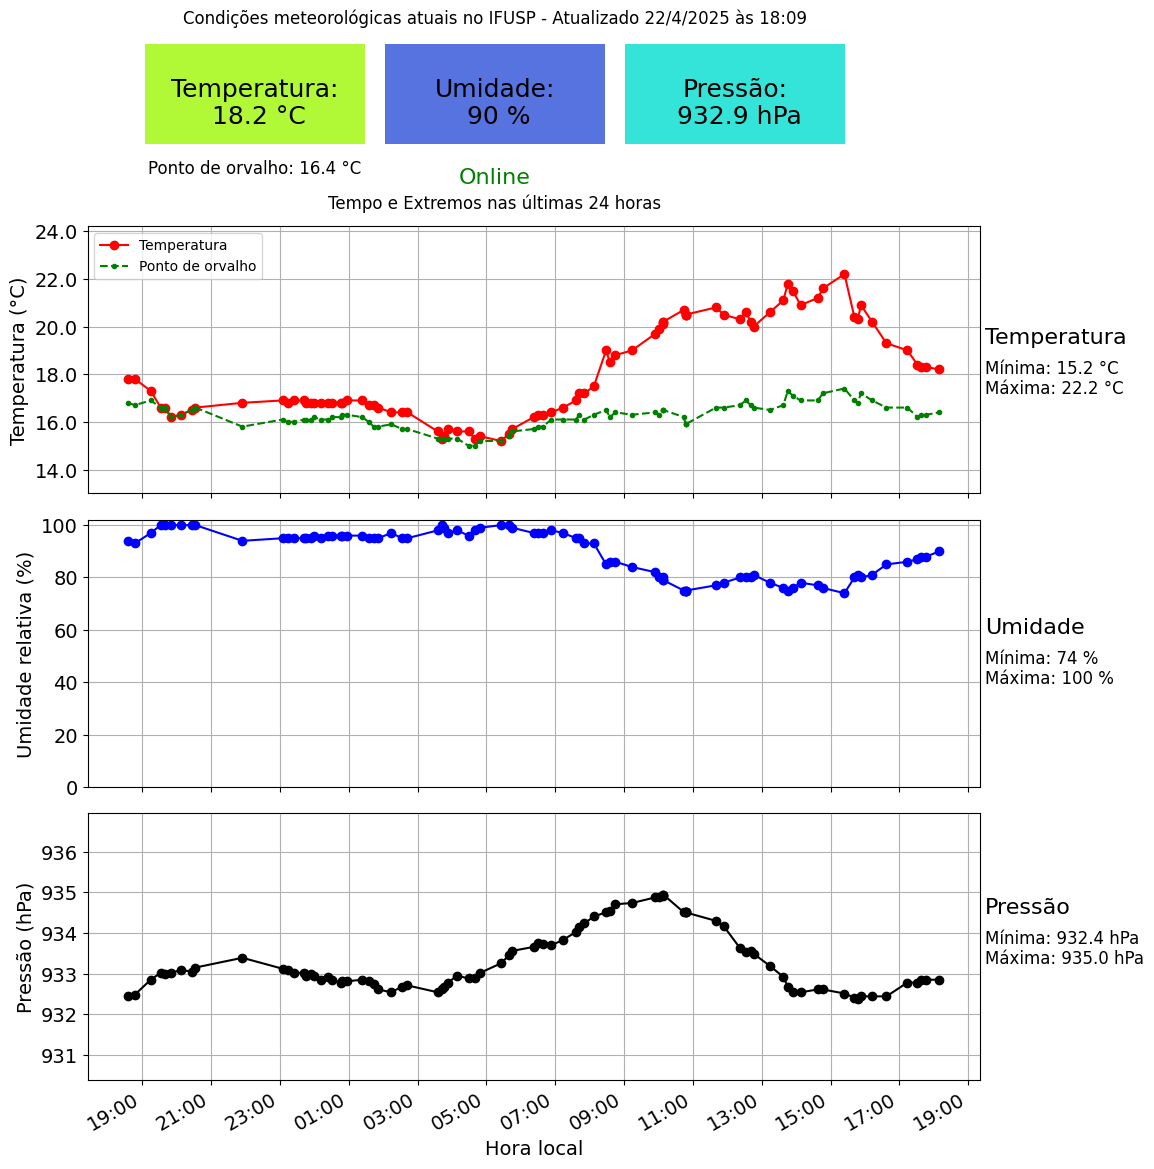 Condições meteorológicas atuais no IFUSP - Atualizado 22/4/2025 às 18:09
Temperatura:
18.2 °C
Umidade:
90 %
Pressão:
932.9 hPa
Ponto de orvalho: 16.4 °C
Online
Tempo e Extremos nas últimas 24 horas
Temperatura (°C)
24.0
22.0
20.0
18.0
16.0
14.0
Temperatura
Ponto de orvalho
Temperatura
Mínima: 15.2 °C
Máxima: 22.2 °C
Umidade relativa (%)
100
80
60
40
20
0
Umidade
Mínima: 74 %
Máxima: 100 %
Pressão (hPa)
936
935
934
933
932
931
Pressão
Mínima: 932.4 hPa
Máxima: 935.0 hPa
19:00
21:00
23:00
01:00
03:00
05:00
07:00
09:00
11:00
13:00
15:00
17:00
19:00
Hora local